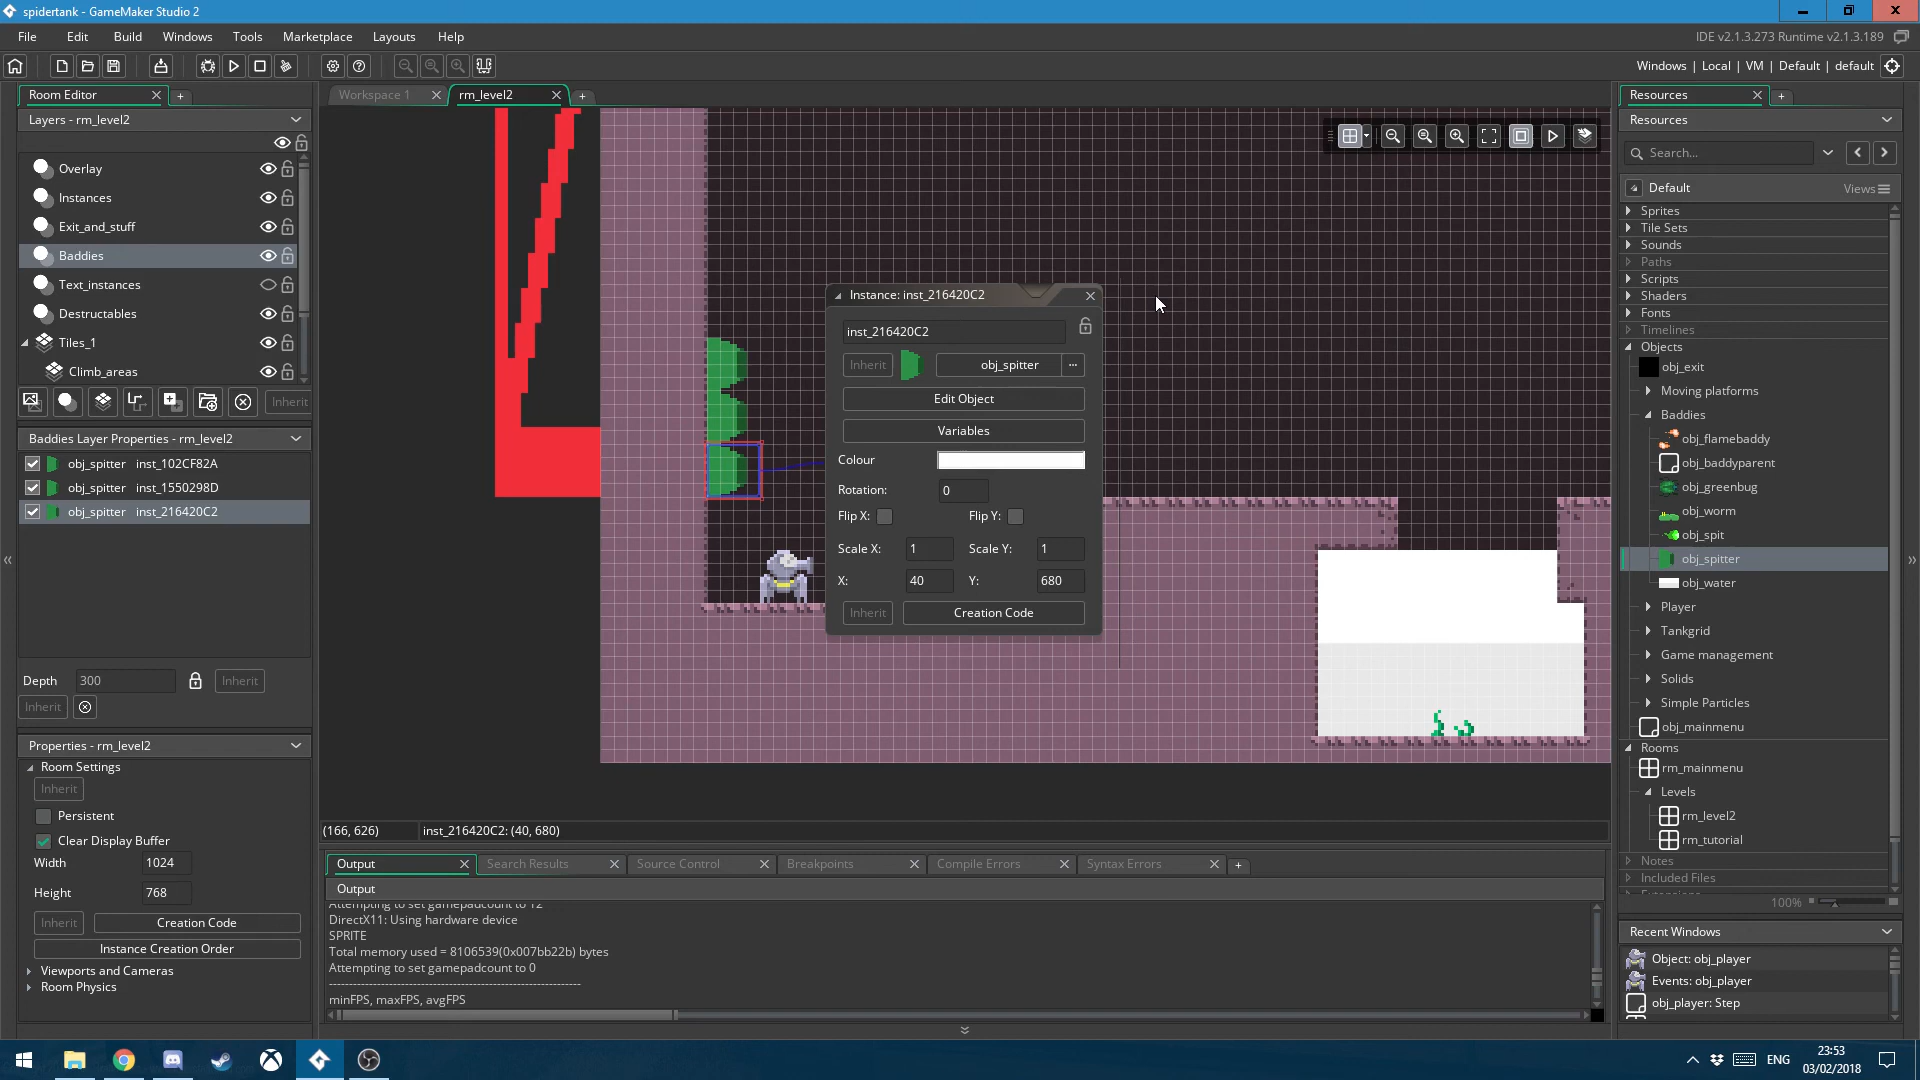 spidertank - GameMaker Studio 2
File Edit Build Windows Tools Marketplace Layouts Help
IDE v2.1.3.273 Runtime v2.1.3.189
Windows | Local | VM | Default | default
Room Editor
Layers - rm_level2
Overlay
Instances
Exit_and_stuff
Baddies
Text_instances
Destructables
Tiles_1
Climb_areas
Inherit
Baddies Layer Properties - rm_level2
obj_spitter inst_102CF82A
obj_spitter inst_1550298D
obj_spitter inst_216420C2
Depth 300 Inherit
Inherit
Properties - rm_level2
Room Settings
Inherit
Persistent
Clear Display Buffer
Width 1024
Height 768
Inherit Creation Code
Instance Creation Order
Viewports and Cameras
Room Physics
Workspace 1 rm_level2
Instance: inst_216420C2
inst_216420C2
Inherit obj_spitter ...
Edit Object
Variables
Colour
Rotation: 0
Flip X: Flip Y:
Scale X: 1 Scale Y: 1
X: 40 Y: 680
Inherit Creation Code
(166, 626) inst_216420C2: (40, 680)
Output Search Results Source Control Breakpoints Compile Errors Syntax Errors
Output
Attempting to set gamepadcount to 12
DirectX11: Using hardware device
SPRITE
Total memory used = 8106539(0x007bb22b) bytes
Attempting to set gamepadcount to 0
----------------------------------------------------------------
minFPS, maxFPS, avgFPS
Resources
Resources
Search...
Default Views
Sprites
Tile Sets
Sounds
Paths
Scripts
Shaders
Fonts
Timelines
Objects
obj_exit
Moving platforms
Baddies
obj_flamebaddy
obj_baddyparent
obj_greenbug
obj_worm
obj_spit
obj_spitter
obj_water
Player
Tankgrid
Game management
Solids
Simple Particles
obj_mainmenu
Rooms
rm_mainmenu
Levels
rm_level2
rm_tutorial
Notes
Included Files
Extensions
100%
Recent Windows
Object: obj_player
Events: obj_player
obj_player: Step
ENG
23:53
03/02/2018